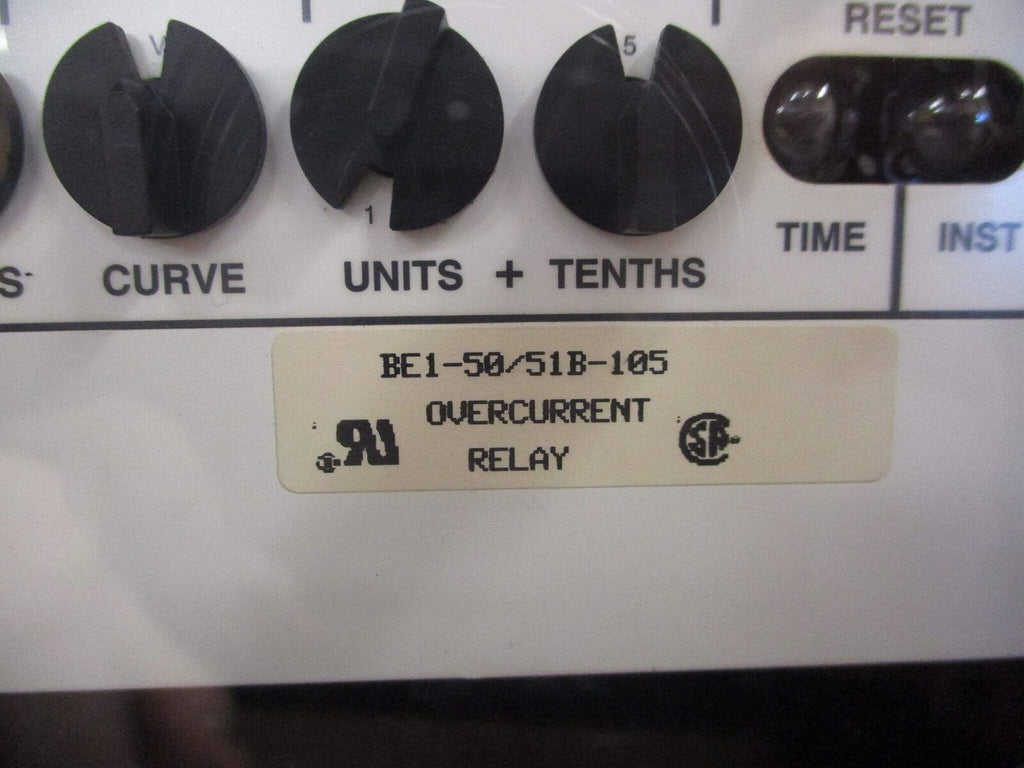 V
1
5
RESET
TIME
INST
CURVE
UNITS + TENTHS
BE1-50/51B-105
OVERCURRENT
RELAY